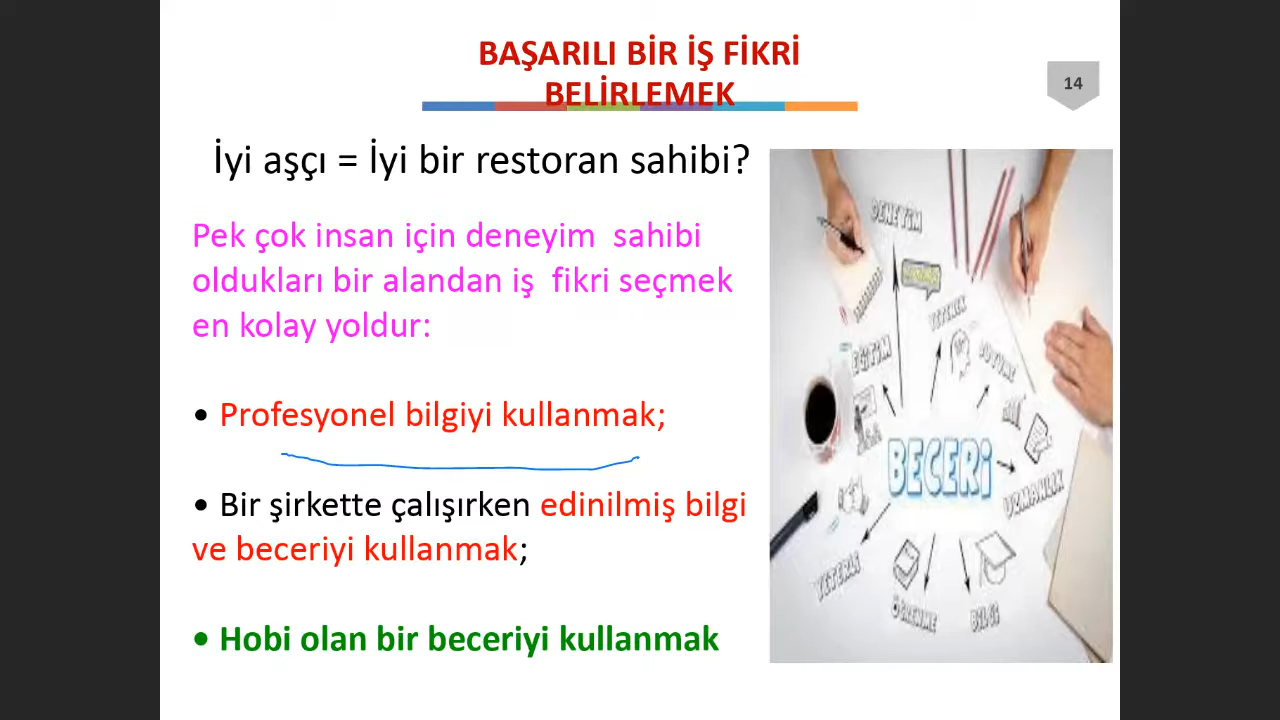 BAŞARILI BİR İŞ FİKRİ
BELİRLEMEK
14
İyi aşçı = İyi bir restoran sahibi?
Pek çok insan için deneyim sahibi
oldukları bir alandan iş fikri seçmek
en kolay yoldur:
• Profesyonel bilgiyi kullanmak;
• Bir şirkette çalışırken edinilmiş bilgi
ve beceriyi kullanmak;
• Hobi olan bir beceriyi kullanmak
DENEYİM
YETENEK
EĞİTİM
BECERİ
UZMANLIK
YETERLİ
ÖĞRENME
BİLGİ